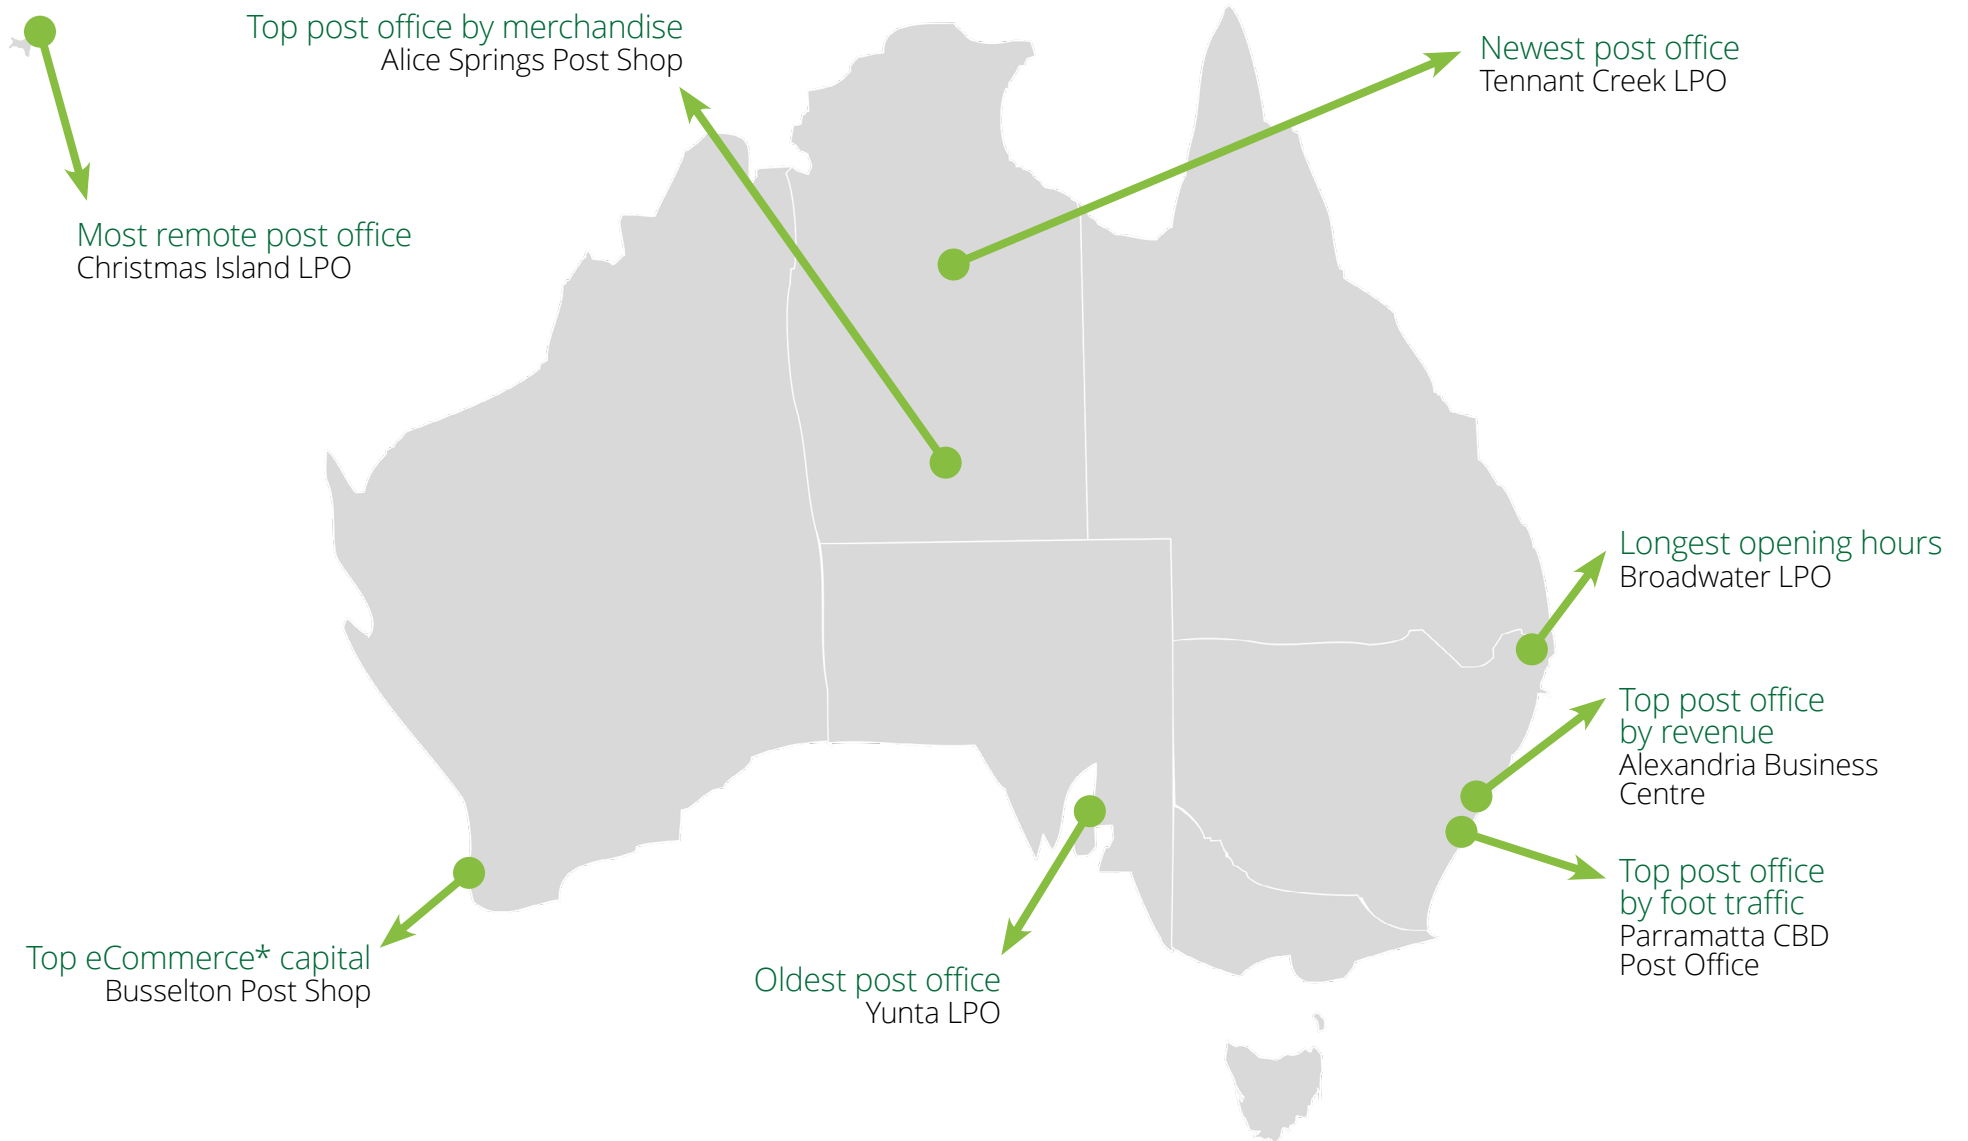 Top post office by merchandise
Alice Springs Post Shop
Newest post office
Tennant Creek LPO
Most remote post office
Christmas Island LPO
Longest opening hours
Broadwater LPO
Top post office
by revenue
Alexandria Business
Centre
Top post office
by foot traffic
Parramatta CBD
Post Office
Top eCommerce* capital
Busselton Post Shop
Oldest post office
Yunta LPO